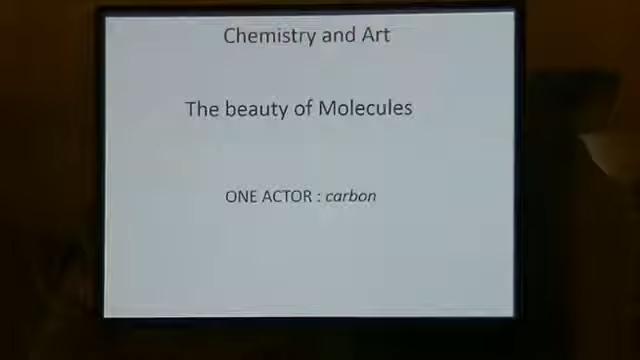 Chemistry and Art
The beauty of Molecules
ONE ACTOR : carbon